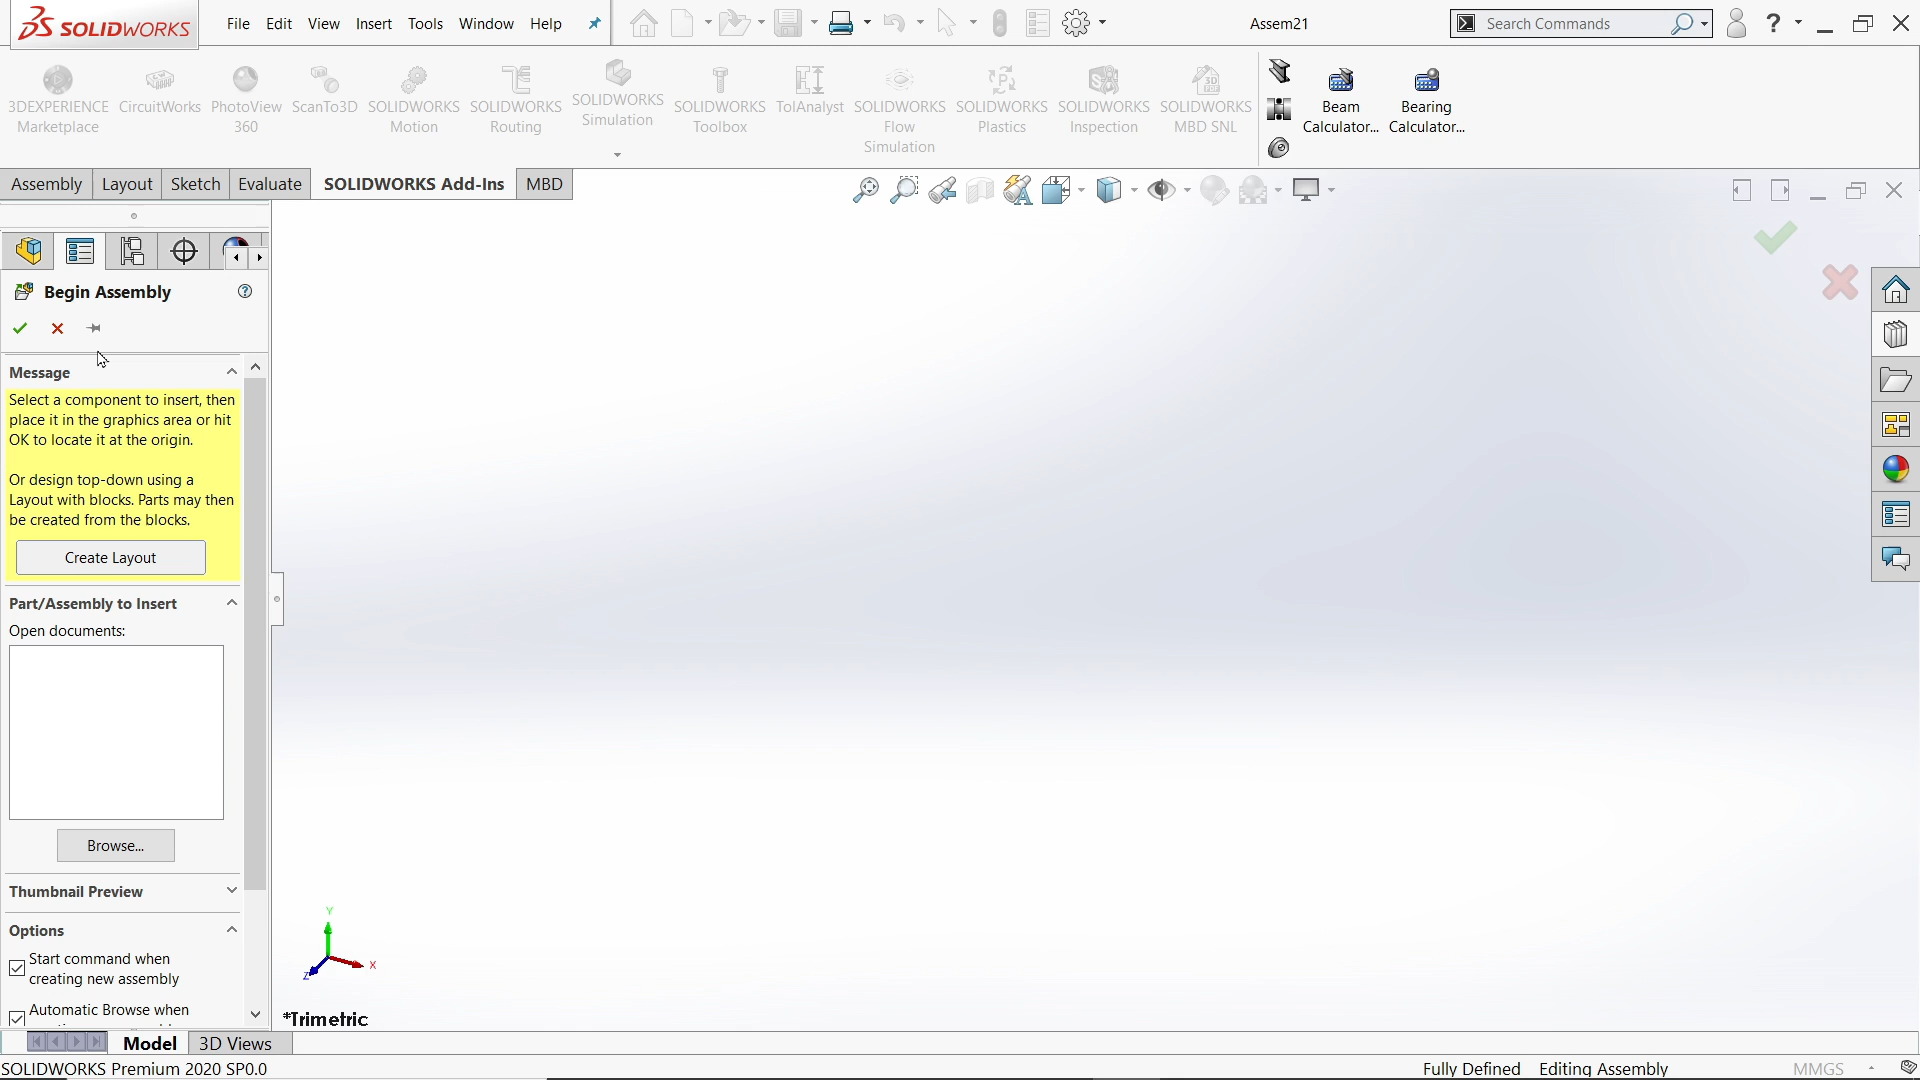 SOLIDWORKS File Edit View Insert Tools Window Help Assem21 Search Commands ?
3DEXPERIENCE
Marketplace
CircuitWorks
PhotoView
360
ScanTo3D
SOLIDWORKS
Motion
SOLIDWORKS
Routing
SOLIDWORKS
Simulation
SOLIDWORKS
Toolbox
TolAnalyst
SOLIDWORKS
Flow
Simulation
SOLIDWORKS
Plastics
SOLIDWORKS
Inspection
SOLIDWORKS
MBD SNL
Beam
Calculator...
Bearing
Calculator...
Assembly Layout Sketch Evaluate SOLIDWORKS Add-Ins MBD
Begin Assembly
Message
Select a component to insert, then
place it in the graphics area or hit
OK to locate it at the origin.
Or design top-down using a
Layout with blocks. Parts may then
be created from the blocks.
Create Layout
Part/Assembly to Insert
Open documents:
Browse...
Thumbnail Preview
Options
Start command when
creating new assembly
Automatic Browse when
Y
X
Z
*Trimetric
Model 3D Views
SOLIDWORKS Premium 2020 SP0.0 Fully Defined Editing Assembly MMGS